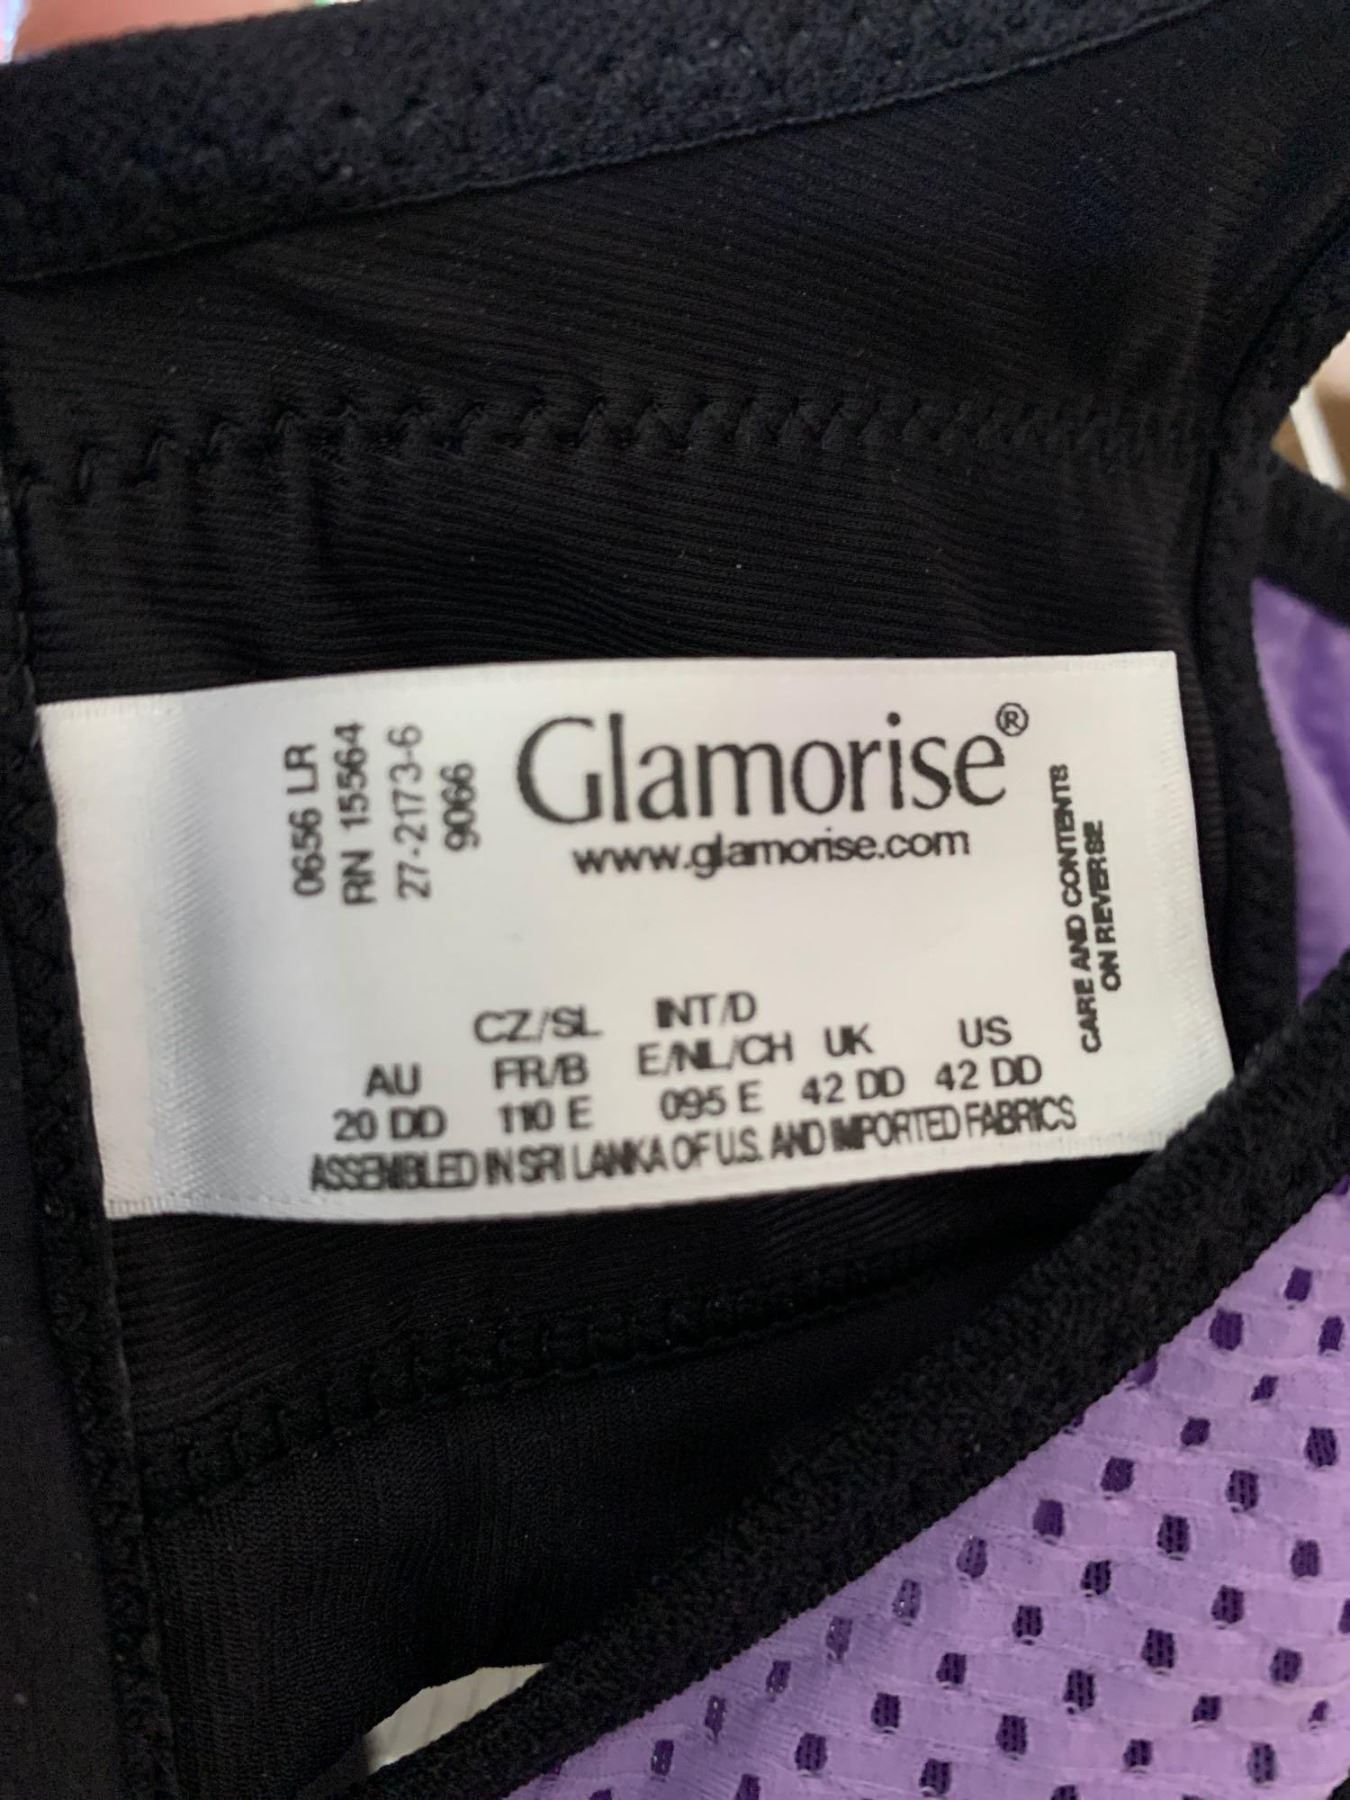 0656 LR
RN 15564
27-2173-6
9066
Glamorise®
www.glamorise.com
CARE AND CONTENTS
ON REVERSE
CZ/SL INT/D
AU FR/B E/NL/CH UK US
20 DD 110 E 095 E 42 DD 42 DD
ASSEMBLED IN SRI LANKA OF U.S. AND IMPORTED FABRICS